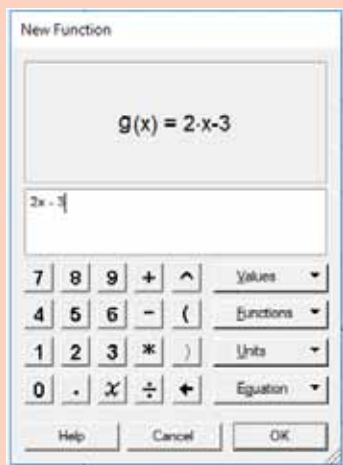 New Function
g(x) = 2·x-3
2x - 3
7 8 9 + ^ Values
4 5 6 - ( Functions
1 2 3 * ) Units
0 . x ÷ ← Equation
Help Cancel OK